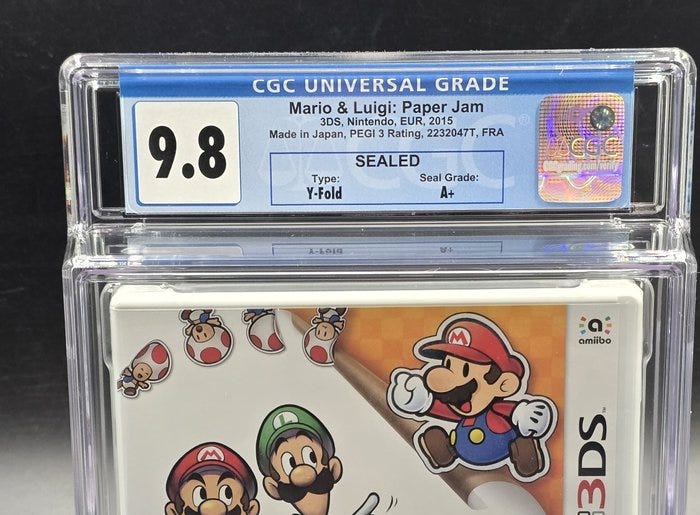 CGC UNIVERSAL GRADE
9.8
Mario & Luigi: Paper Jam
3DS, Nintendo, EUR, 2015
Made in Japan, PEGI 3 Rating, 2232047T, FRA
SEALED
Type:
Y-Fold
Seal Grade:
A+
CGC
CGC
amiibo
M
M
L
3DS